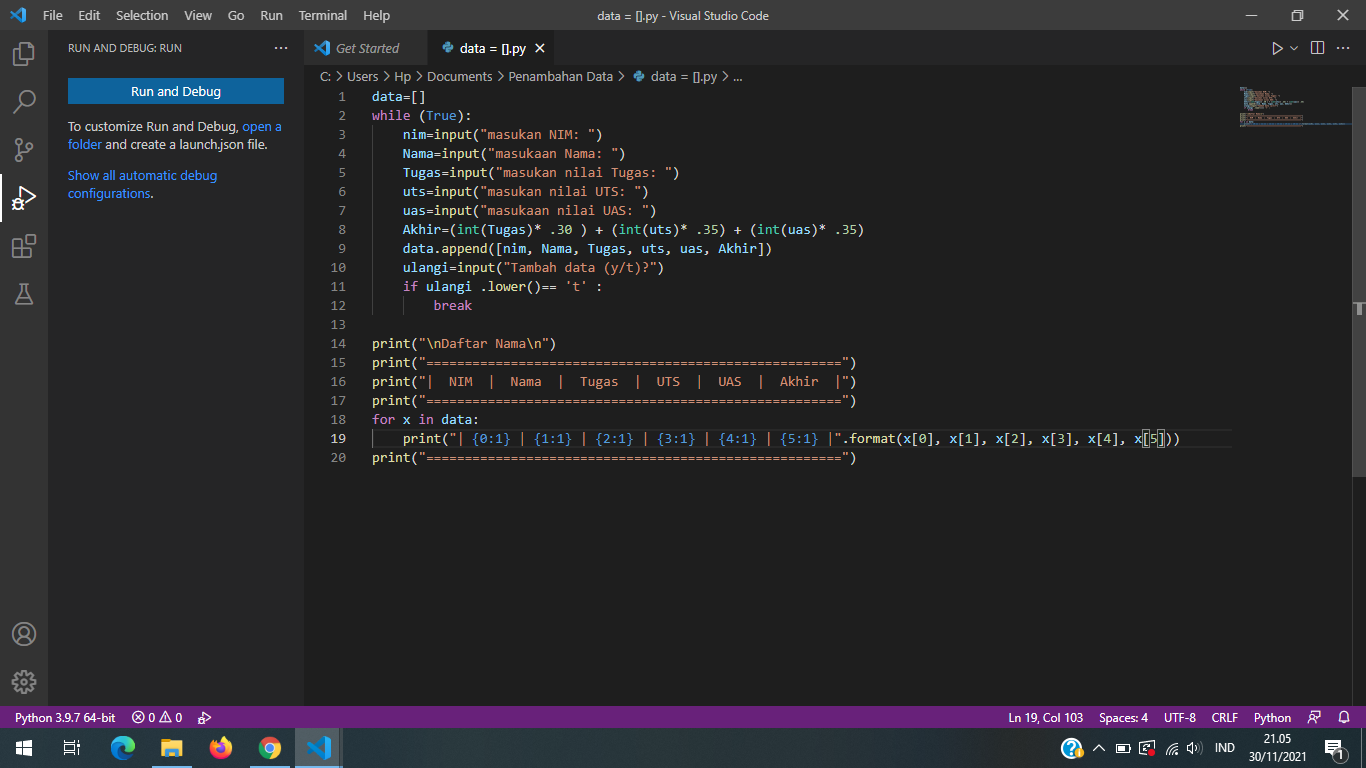 File Edit Selection View Go Run Terminal Help data = [].py - Visual Studio Code
RUN AND DEBUG: RUN
Run and Debug
To customize Run and Debug, open a
folder and create a launch.json file.
Show all automatic debug
configurations.
Get Started data = [].py
C: > Users > Hp > Documents > Penambahan Data > data = [].py > ...
1 data=[]
2 while (True):
3     nim=input("masukan NIM: ")
4     Nama=input("masukaan Nama: ")
5     Tugas=input("masukan nilai Tugas: ")
6     uts=input("masukan nilai UTS: ")
7     uas=input("masukaan nilai UAS: ")
8     Akhir=(int(Tugas)* .30 ) + (int(uts)* .35) + (int(uas)* .35)
9     data.append([nim, Nama, Tugas, uts, uas, Akhir])
10     ulangi=input("Tambah data (y/t)?")
11     if ulangi .lower()== 't' :
12         break
13
14 print("\nDaftar Nama\n")
15 print("======================================================")
16 print("|  NIM  |  Nama  |  Tugas  |  UTS  |  UAS  |  Akhir  |")
17 print("======================================================")
18 for x in data:
19     print("| {0:1} | {1:1} | {2:1} | {3:1} | {4:1} | {5:1} |".format(x[0], x[1], x[2], x[3], x[4], x[5]))
20 print("======================================================")
Python 3.9.7 64-bit 0 0 Ln 19, Col 103 Spaces: 4 UTF-8 CRLF Python
IND 21.05
30/11/2021 1